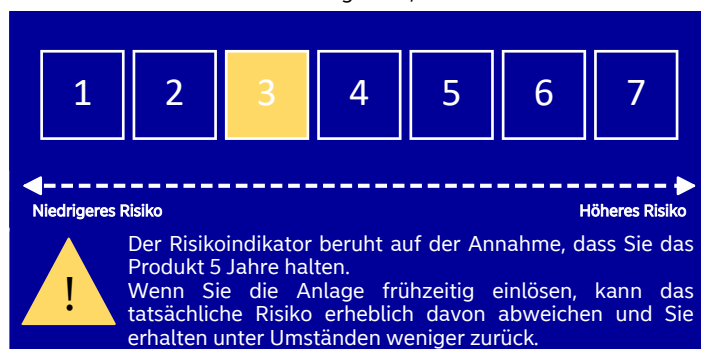 1 2 3 4 5 6 7
Niedrigeres Risiko Höheres Risiko
Der Risikoindikator beruht auf der Annahme, dass Sie das
Produkt 5 Jahre halten.
!
Wenn Sie die Anlage frühzeitig einlösen, kann das
tatsächliche Risiko erheblich davon abweichen und Sie
erhalten unter Umständen weniger zurück.